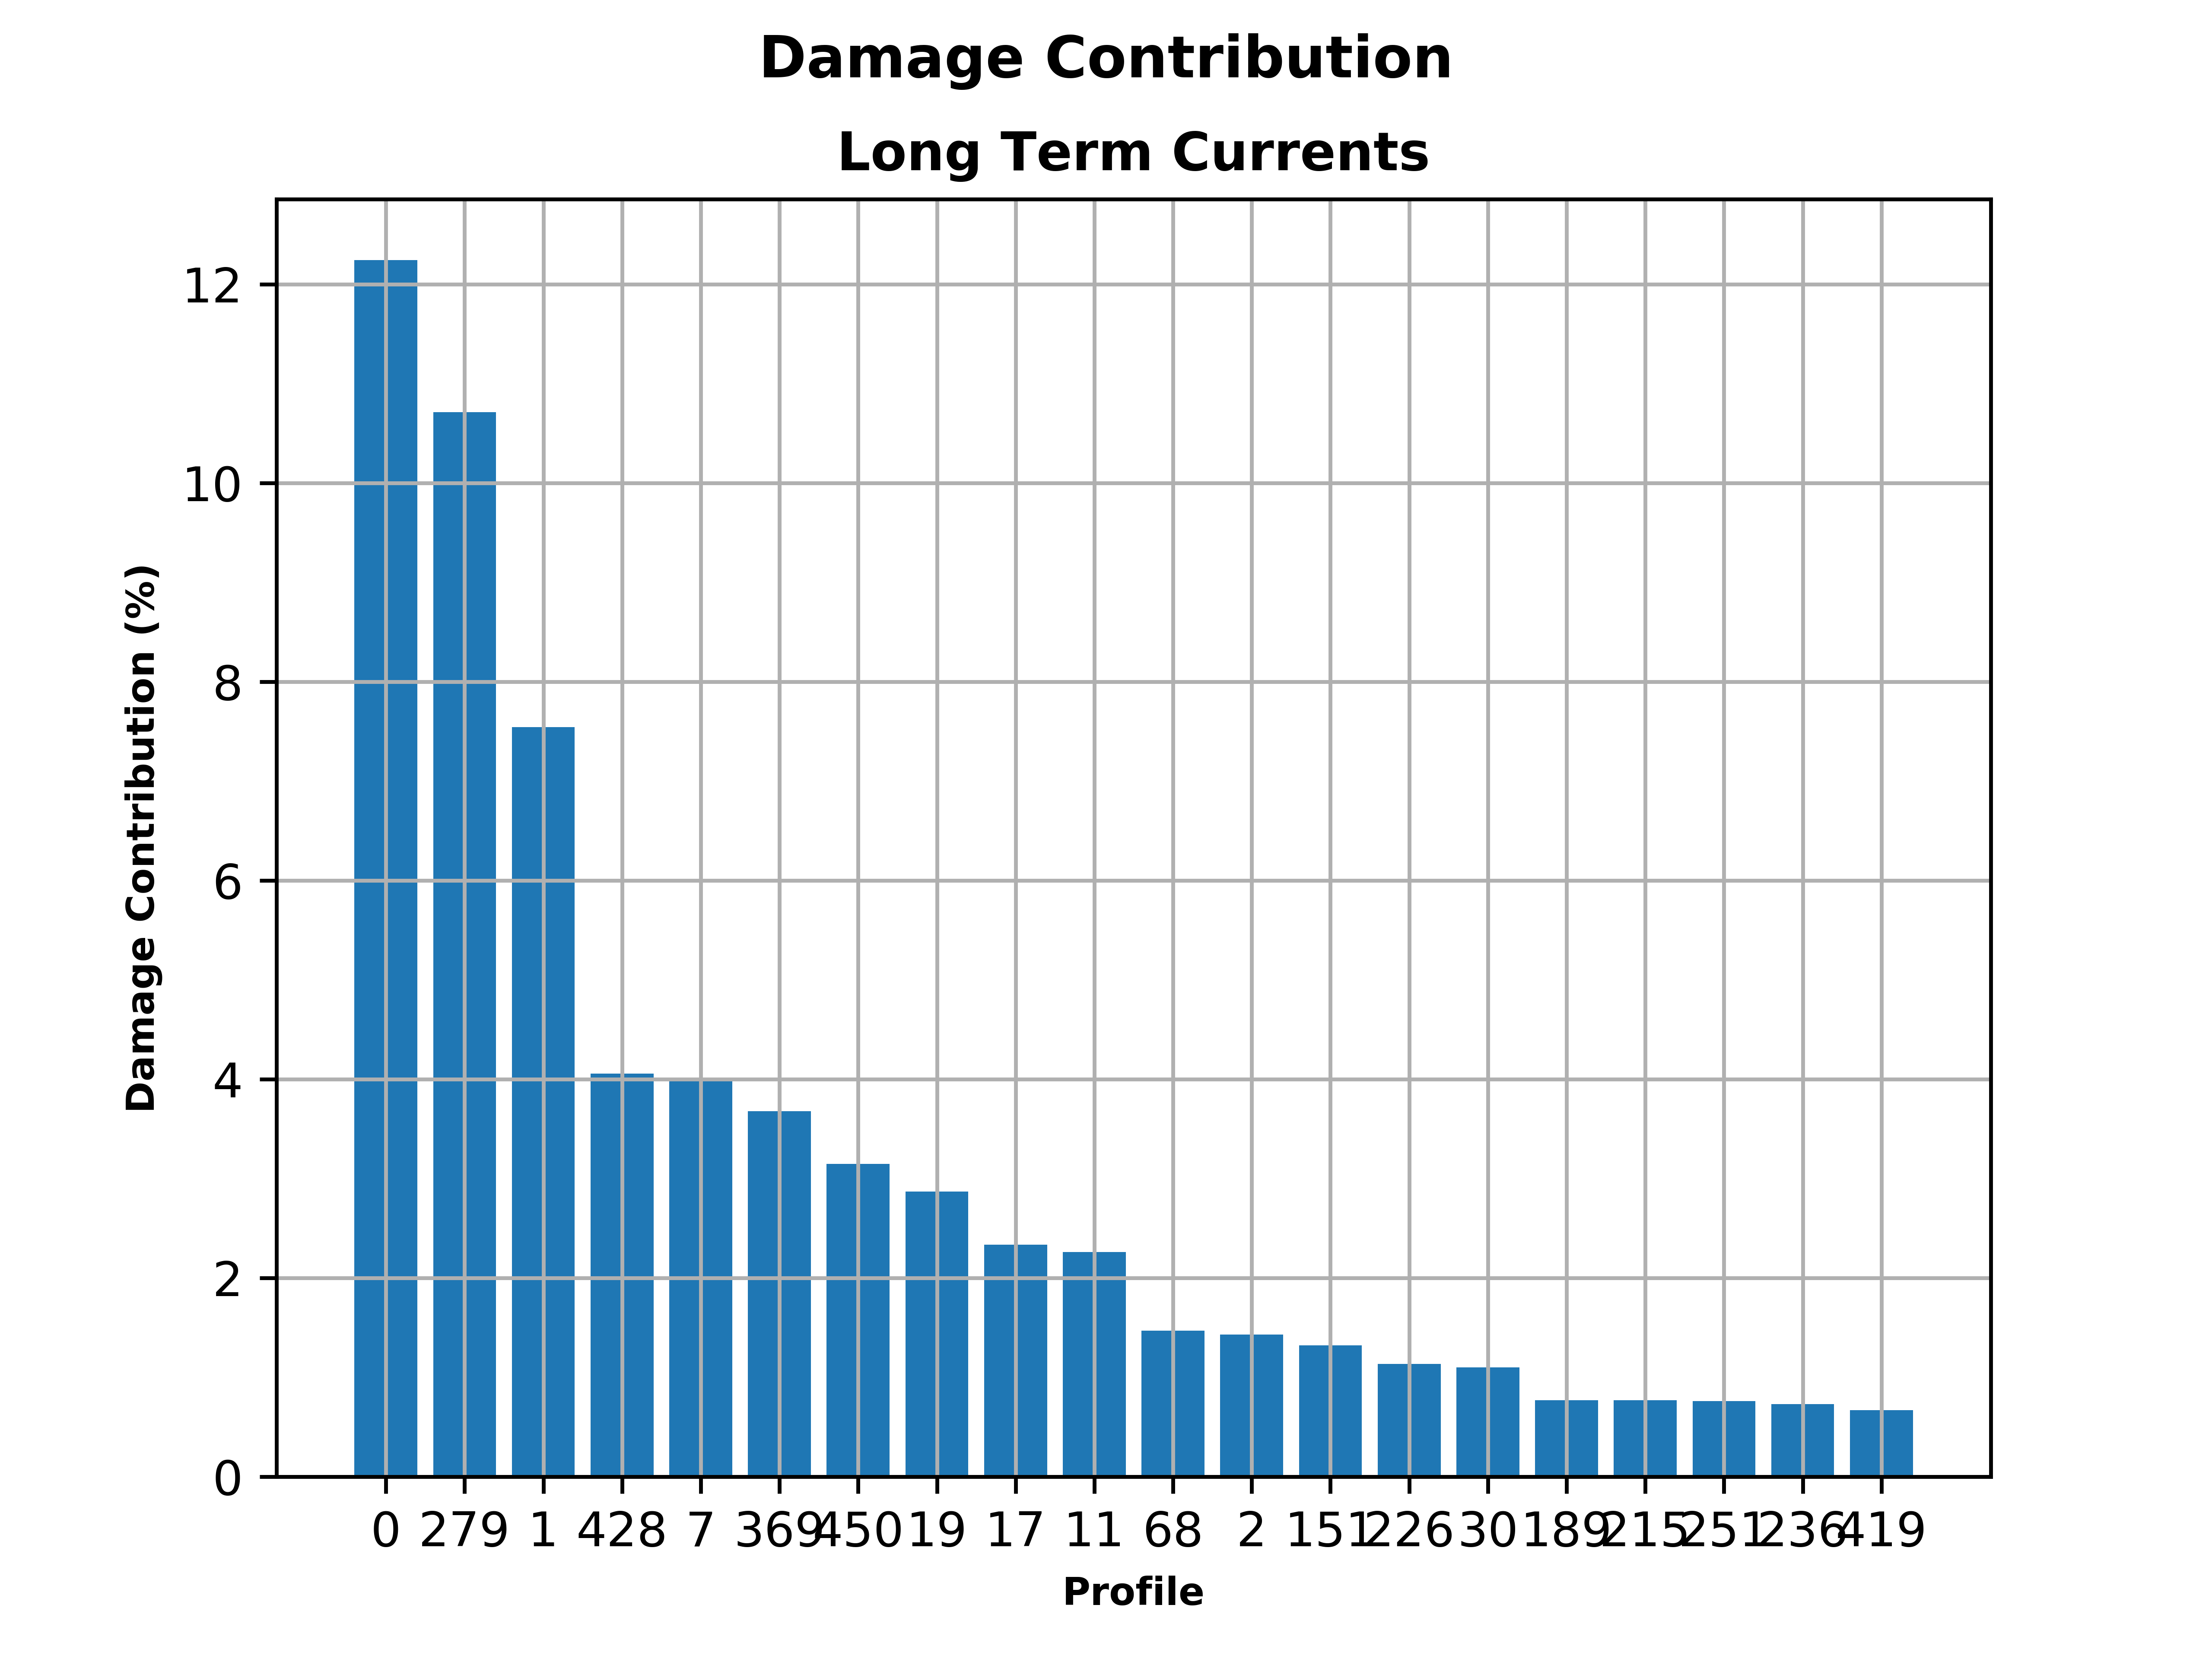 Damage Contribution
Long Term Currents
12
10
8
6
4
2
0
Damage Contribution (%)
0 279 1 428 7 369 450 19 17 11 68 2 151 226 30 189 215 251 236 419
Profile